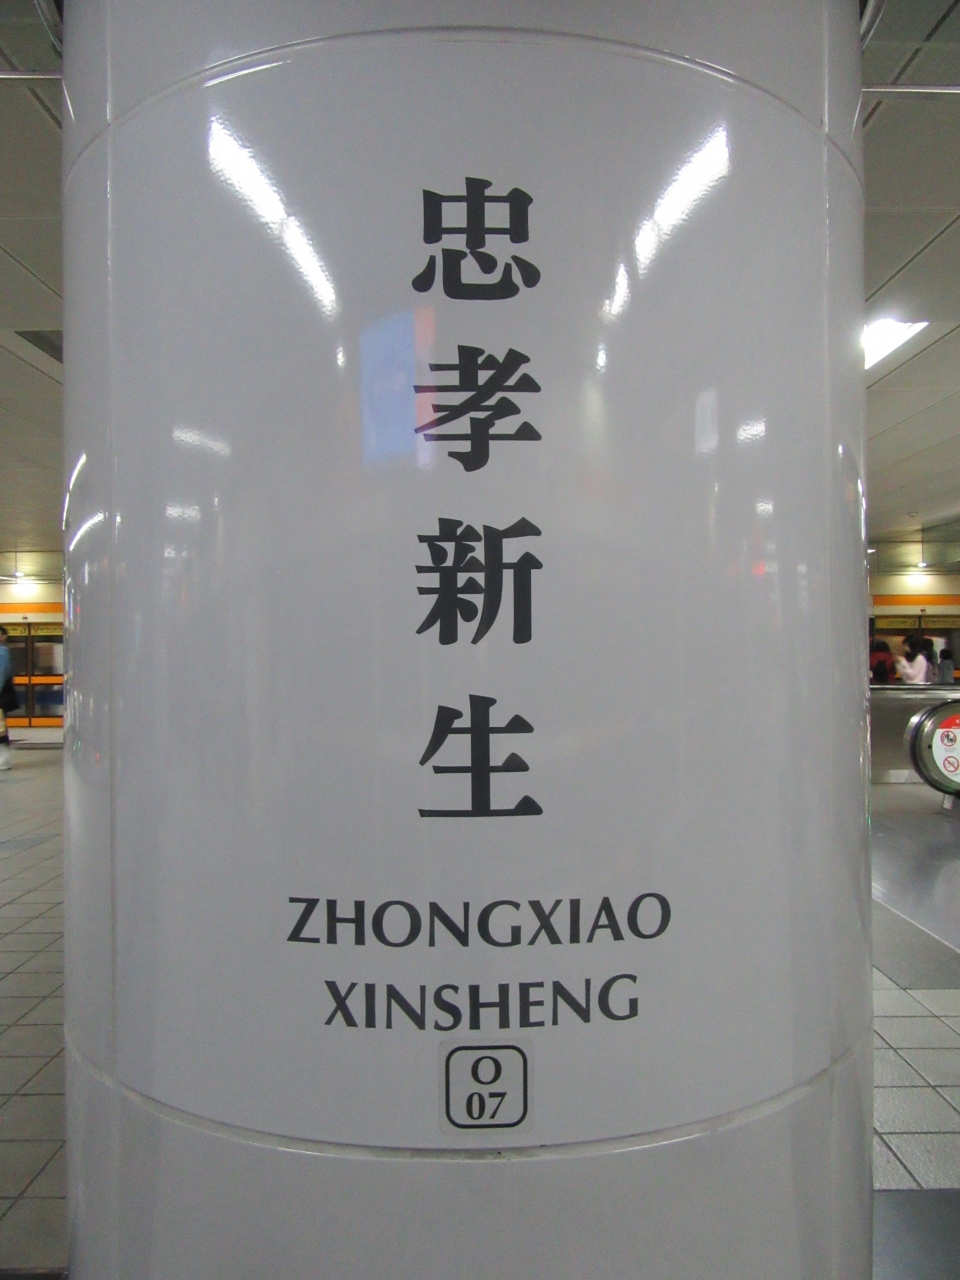 忠孝新生
ZHONGXIAO
XINSHENG
O
07